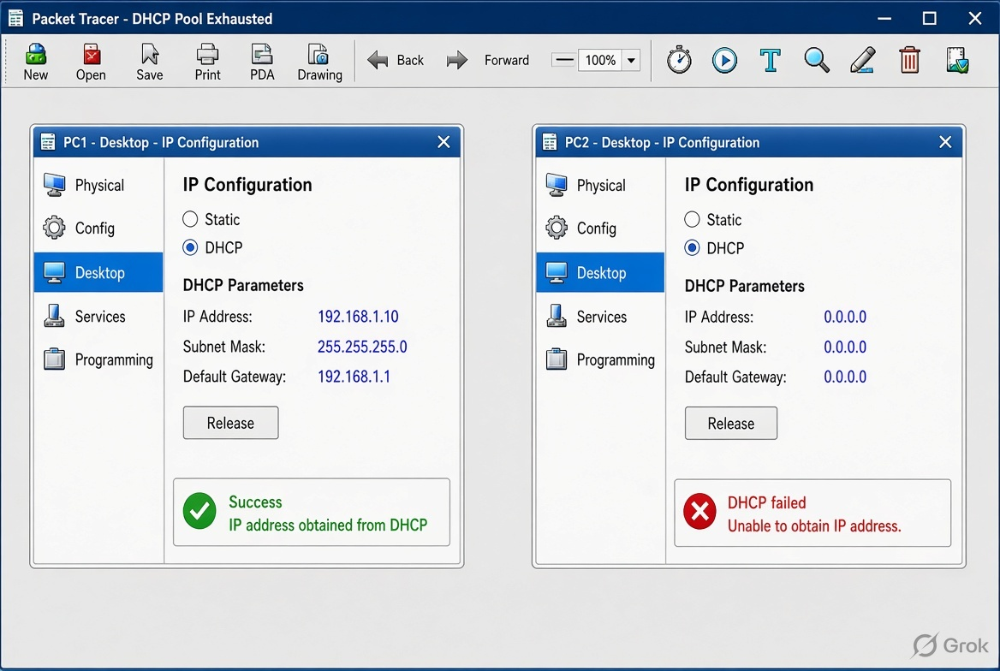 Packet Tracer - DHCP Pool Exhausted
New Open Save Print PDA Drawing Back Forward 100% T
PC1 - Desktop - IP Configuration
Physical
Config
Desktop
Services
Programming
IP Configuration
Static
DHCP
DHCP Parameters
IP Address: 192.168.1.10
Subnet Mask: 255.255.255.0
Default Gateway: 192.168.1.1
Release
Success
IP address obtained from DHCP
PC2 - Desktop - IP Configuration
Physical
Config
Desktop
Services
Programming
IP Configuration
Static
DHCP
DHCP Parameters
IP Address: 0.0.0.0
Subnet Mask: 0.0.0.0
Default Gateway: 0.0.0.0
Release
DHCP failed
Unable to obtain IP address.
Grok